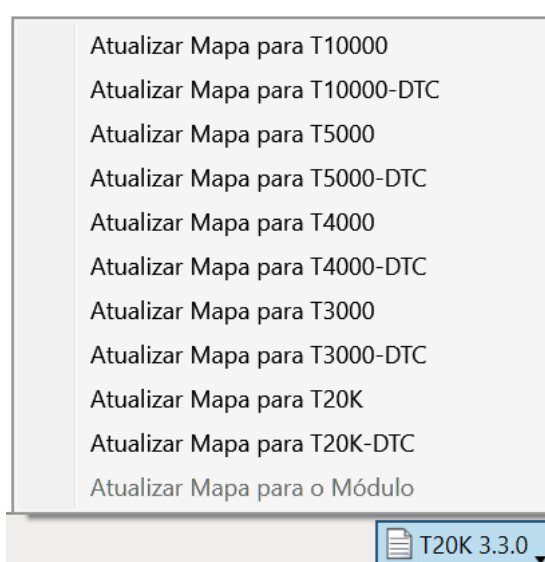 Atualizar Mapa para T10000
Atualizar Mapa para T10000-DTC
Atualizar Mapa para T5000
Atualizar Mapa para T5000-DTC
Atualizar Mapa para T4000
Atualizar Mapa para T4000-DTC
Atualizar Mapa para T3000
Atualizar Mapa para T3000-DTC
Atualizar Mapa para T20K
Atualizar Mapa para T20K-DTC
Atualizar Mapa para o Módulo
T20K 3.3.0